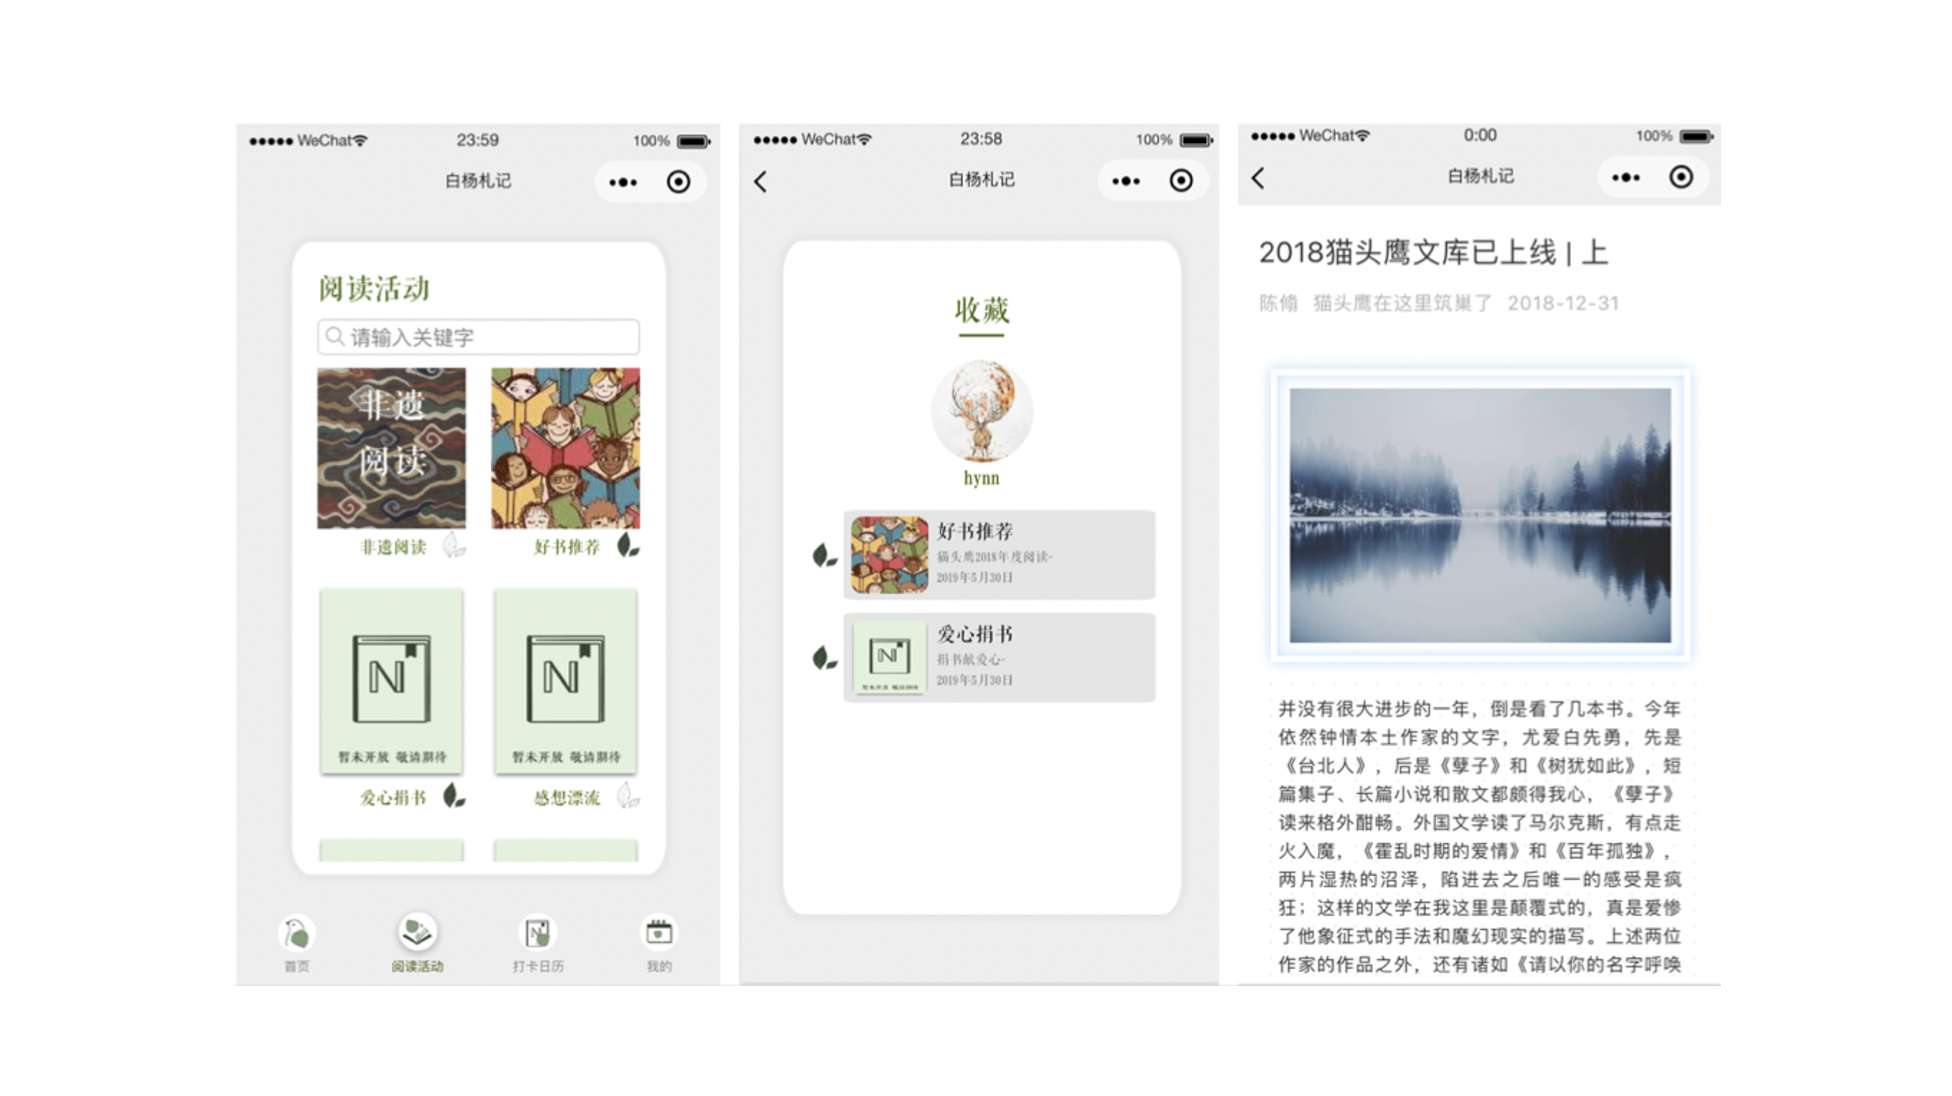 WeChat 23:59 100%
白杨札记
阅读活动
请输入关键字
非遗
阅读
非遗阅读 好书推荐
N N
暂未开放 敬请期待 暂未开放 敬请期待
爱心捐书 感想漂流
首页 阅读活动 打卡日历 我的
WeChat 23:58 100%
白杨札记
收藏
hynn
好书推荐
猫头鹰2018年度阅读-
2019年5月30日
爱心捐书
捐书献爱心-
2019年5月30日
N
暂未开放 敬请期待
WeChat 0:00 100%
白杨札记
2018猫头鹰文库已上线 | 上
陈脩 猫头鹰在这里筑巢了 2018-12-31
并没有很大进步的一年，倒是看了几本书。今年
依然钟情本土作家的文字，尤爱白先勇，先是
《台北人》，后是《孽子》和《树犹如此》，短
篇集子、长篇小说和散文都颇得我心，《孽子》
读来格外酣畅。外国文学读了马尔克斯，有点走
火入魔，《霍乱时期的爱情》和《百年孤独》，
两片湿热的沼泽，陷进去之后唯一的感受是疯
狂；这样的文学在我这里是颠覆式的，真是爱惨
了他象征式的手法和魔幻现实的描写。上述两位
作家的作品之外，还有诸如《请以你的名字呼唤